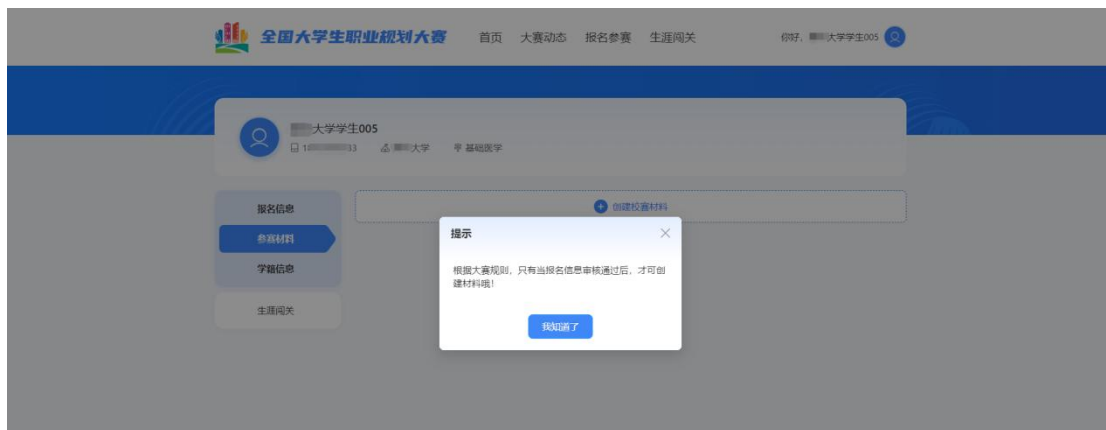 全国大学生职业规划大赛
首页 大赛动态 报名参赛 生涯闯关
你好， 大学学生005
大学学生005
1 33 大学 基础医学
报名信息
创建校赛材料
参赛材料
学籍信息
生涯闯关
提示
根据大赛规则，只有当报名信息审核通过后，才可创
建材料哦！
我知道了